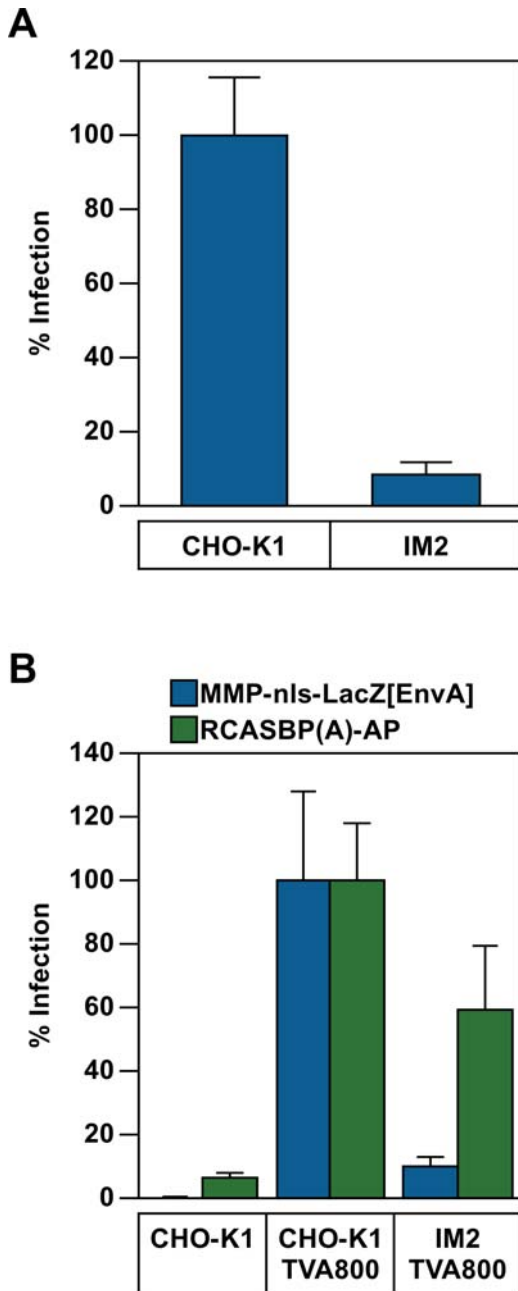 A
% Infection
120
100
80
60
40
20
0
CHO-K1 IM2
B
MMP-nls-LacZ[EnvA]
RCASBP(A)-AP
% Infection
140
120
100
80
60
40
20
0
CHO-K1 CHO-K1 IM2
TVA800 TVA800